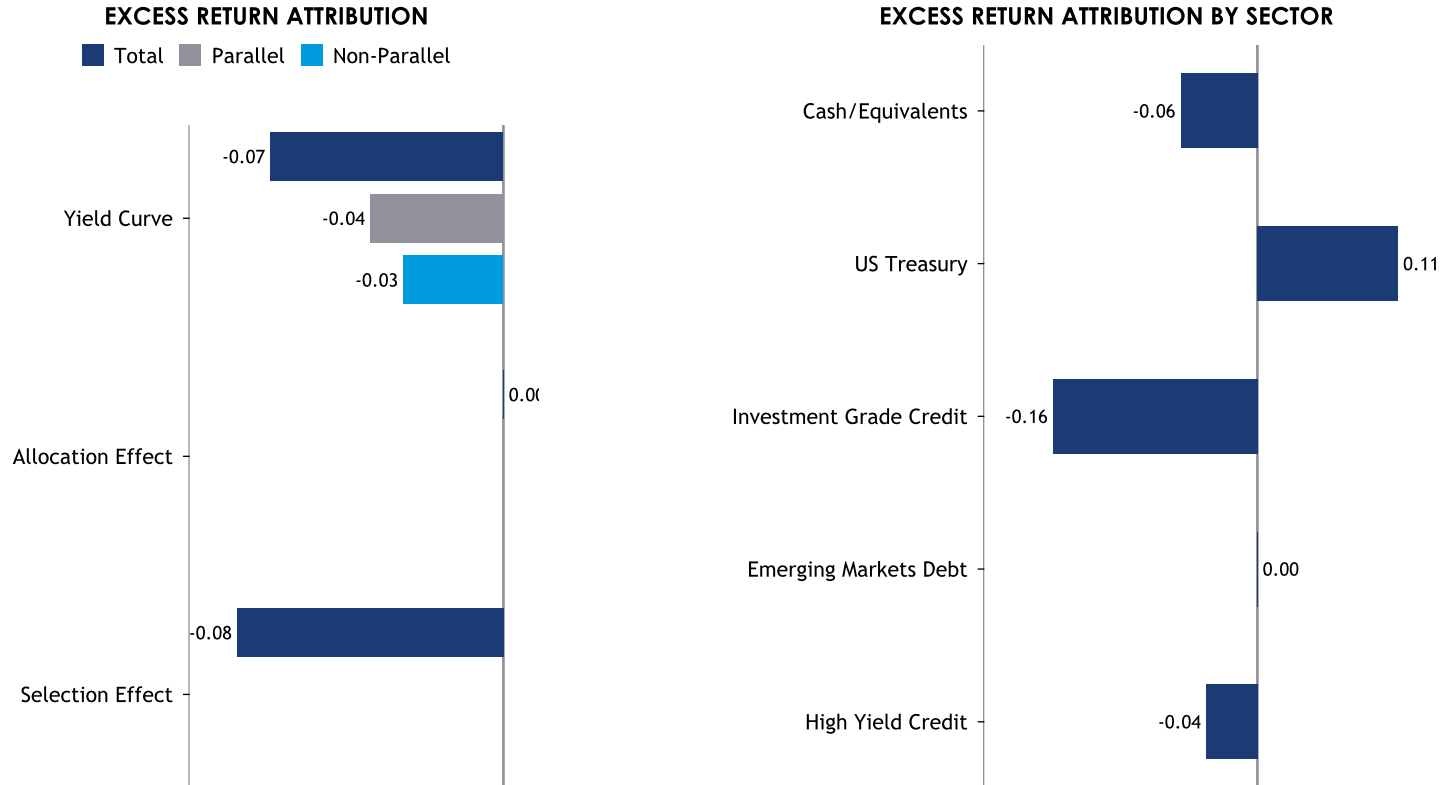 EXCESS RETURN ATTRIBUTION
Total Parallel Non-Parallel
-0.07
Yield Curve
-0.04
-0.03
0.0
Allocation Effect
-0.08
Selection Effect
EXCESS RETURN ATTRIBUTION BY SECTOR
Cash/Equivalents
-0.06
US Treasury
0.11
Investment Grade Credit
-0.16
Emerging Markets Debt
0.00
High Yield Credit
-0.04